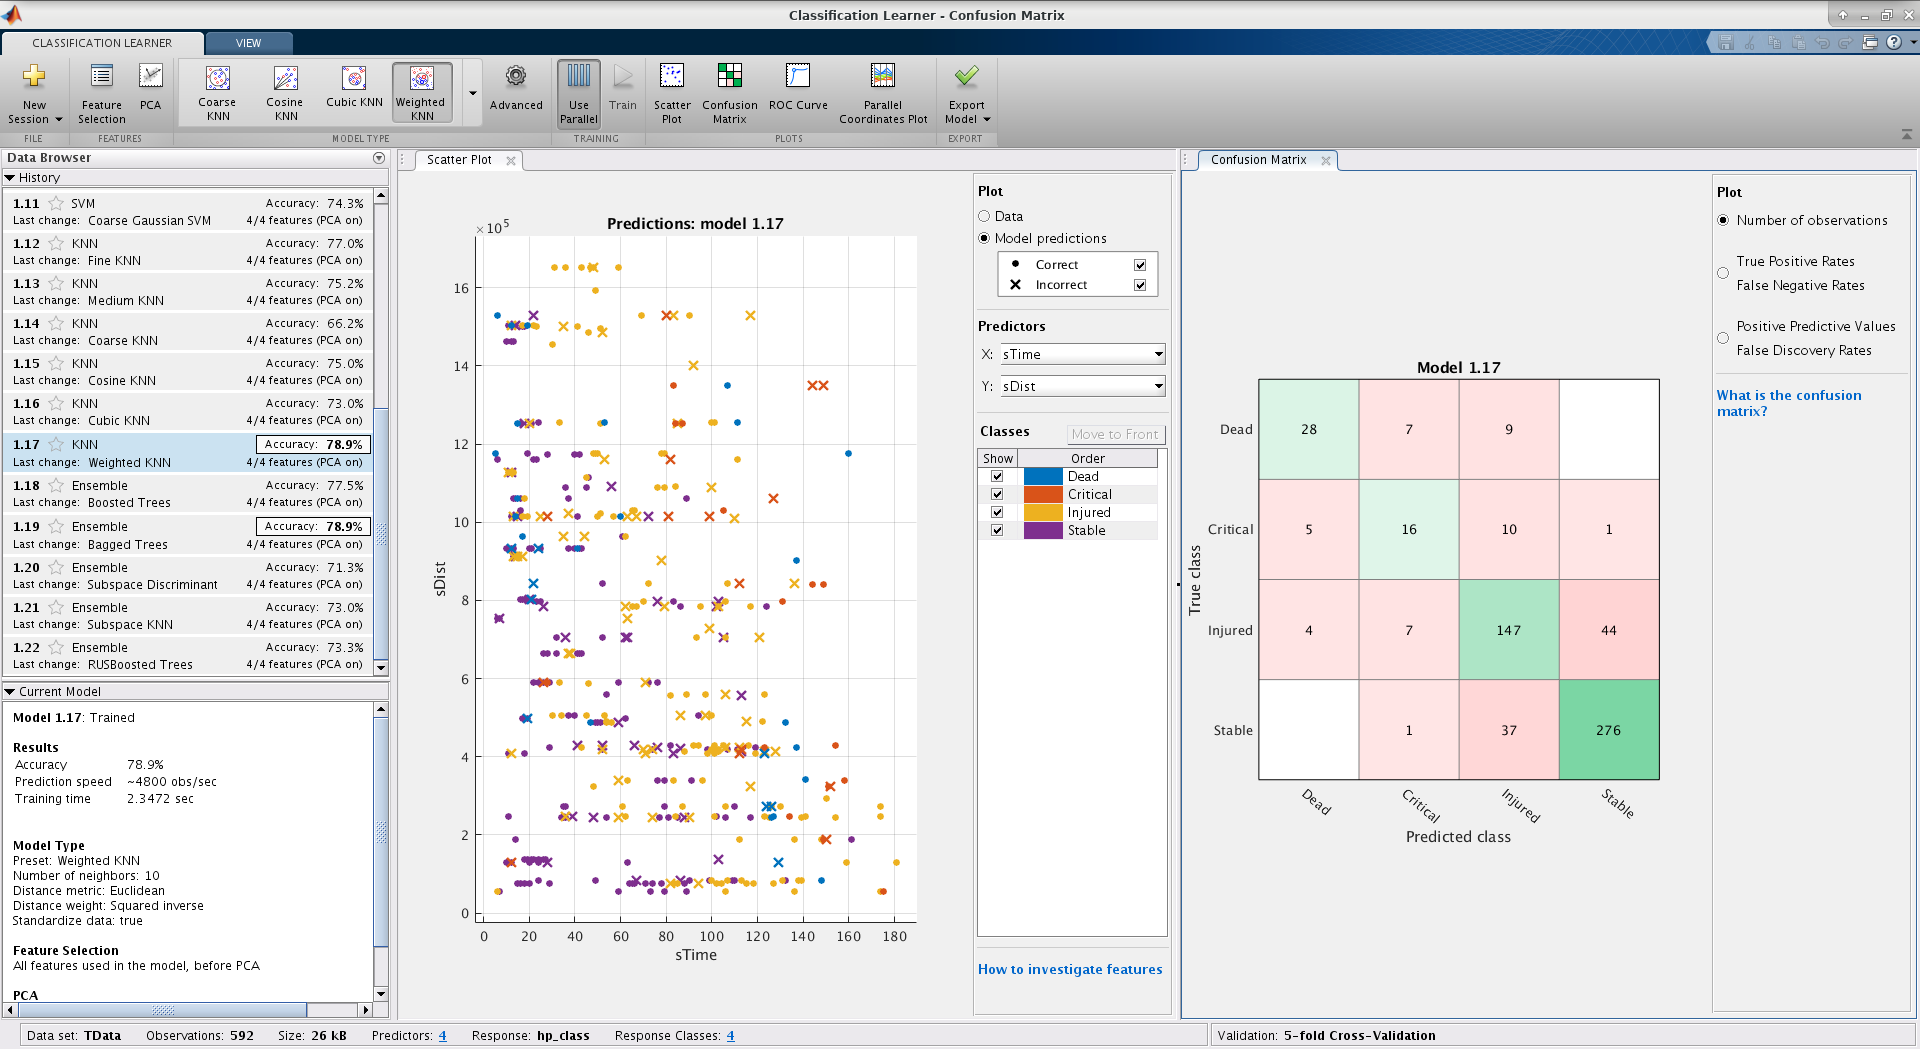 Classification Learner - Confusion Matrix
CLASSIFICATION LEARNER
VIEW
New Session
Feature Selection
PCA
Coarse KNN
Cosine KNN
Cubic KNN
Weighted KNN
Advanced
Use Parallel
Train
Scatter Plot
Confusion Matrix
ROC Curve
Parallel Coordinates Plot
Export Model
FILE
FEATURES
MODEL TYPE
TRAINING
PLOTS
EXPORT
Data Browser
History
1.11 SVM Accuracy: 74.3%
Last change: Coarse Gaussian SVM 4/4 features (PCA on)
1.12 KNN Accuracy: 77.0%
Last change: Fine KNN 4/4 features (PCA on)
1.13 KNN Accuracy: 75.2%
Last change: Medium KNN 4/4 features (PCA on)
1.14 KNN Accuracy: 66.2%
Last change: Coarse KNN 4/4 features (PCA on)
1.15 KNN Accuracy: 75.0%
Last change: Cosine KNN 4/4 features (PCA on)
1.16 KNN Accuracy: 73.0%
Last change: Cubic KNN 4/4 features (PCA on)
1.17 KNN Accuracy: 78.9%
Last change: Weighted KNN 4/4 features (PCA on)
1.18 Ensemble Accuracy: 77.5%
Last change: Boosted Trees 4/4 features (PCA on)
1.19 Ensemble Accuracy: 78.9%
Last change: Bagged Trees 4/4 features (PCA on)
1.20 Ensemble Accuracy: 71.3%
Last change: Subspace Discriminant 4/4 features (PCA on)
1.21 Ensemble Accuracy: 73.0%
Last change: Subspace KNN 4/4 features (PCA on)
1.22 Ensemble Accuracy: 73.3%
Last change: RUSBoosted Trees 4/4 features (PCA on)
Current Model
Model 1.17: Trained
Results
Accuracy 78.9%
Prediction speed ~4800 obs/sec
Training time 2.3472 sec
Model Type
Preset: Weighted KNN
Number of neighbors: 10
Distance metric: Euclidean
Distance weight: Squared inverse
Standardize data: true
Feature Selection
All features used in the model, before PCA
PCA
Scatter Plot
Predictions: model 1.17
×10⁵
16
14
12
10
8
6
4
2
0
sDist
0 20 40 60 80 100 120 140 160 180
sTime
Plot
Data
Model predictions
Correct
Incorrect
Predictors
X: sTime
Y: sDist
Classes
Move to Front
Show Order
Dead
Critical
Injured
Stable
How to investigate features
Confusion Matrix
Model 1.17
True class
Dead 28 7 9
Critical 5 16 10 1
Injured 4 7 147 44
Stable 1 37 276
Dead Critical Injured Stable
Predicted class
Plot
Number of observations
True Positive Rates
False Negative Rates
Positive Predictive Values
False Discovery Rates
What is the confusion
matrix?
Data set: TData Observations: 592 Size: 26 kB Predictors: 4 Response: hp_class Response Classes: 4
Validation: 5-fold Cross-Validation